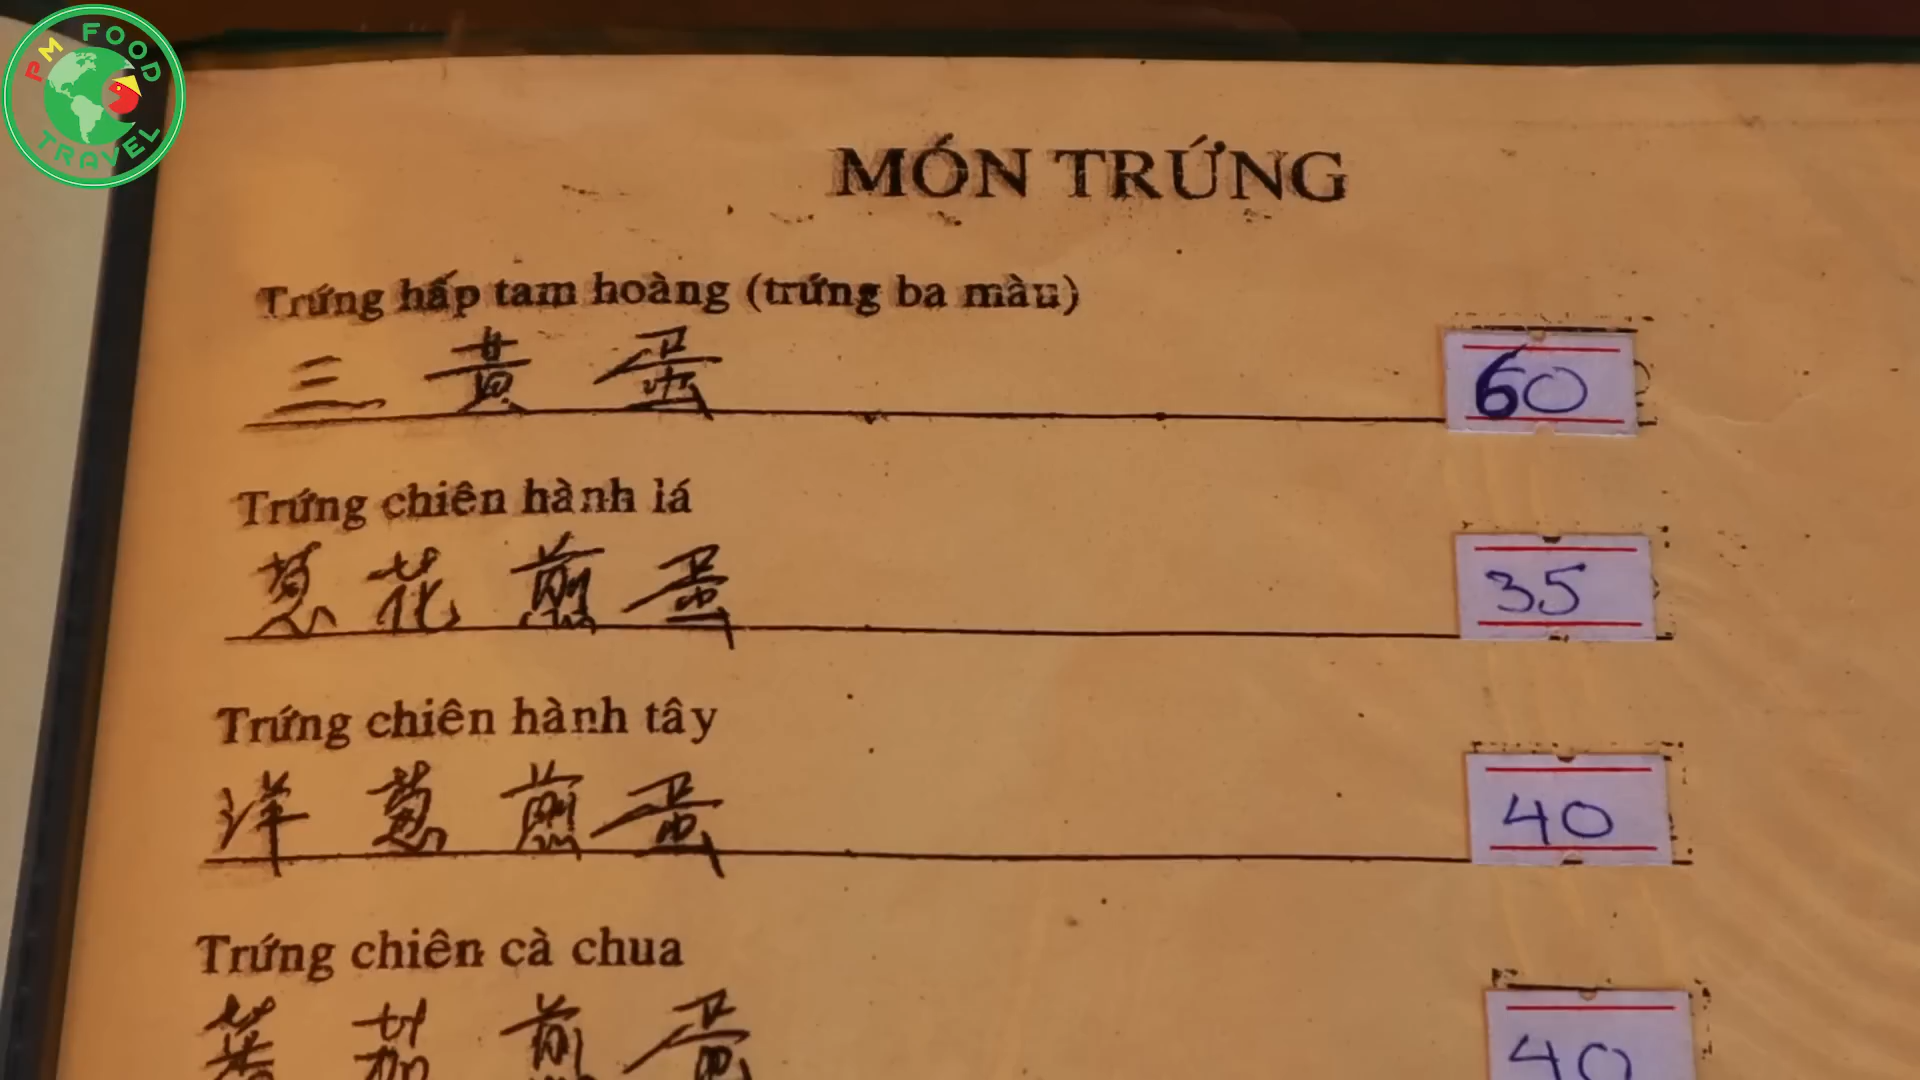 PM FOOD
TRAVEL
MÓN TRỨNG
Trứng hấp tam hoàng (trứng ba màu)
三黃蛋
60
Trứng chiên hành lá
葱花煎蛋
35
Trứng chiên hành tây
洋葱煎蛋
40
Trứng chiên cà chua
蕃茄煎蛋
40